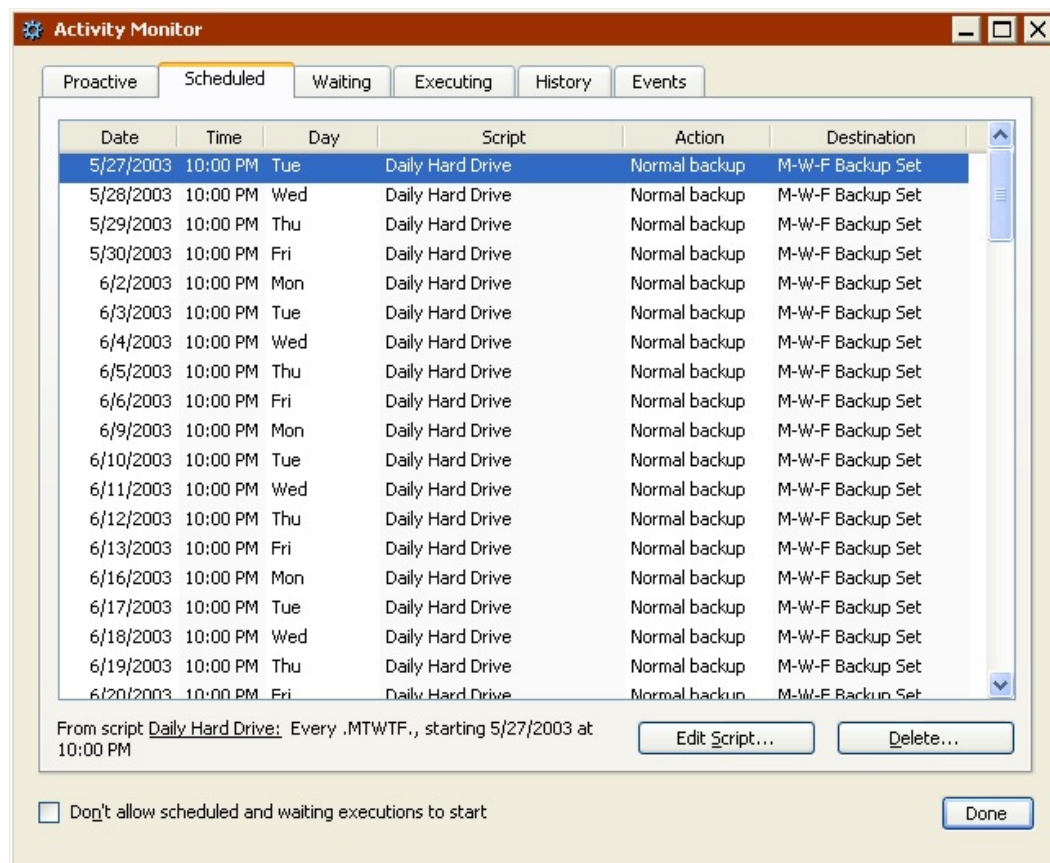 Activity Monitor
Proactive Scheduled Waiting Executing History Events
Date Time Day Script Action Destination
5/27/2003 10:00 PM Tue Daily Hard Drive Normal backup M-W-F Backup Set
5/28/2003 10:00 PM Wed Daily Hard Drive Normal backup M-W-F Backup Set
5/29/2003 10:00 PM Thu Daily Hard Drive Normal backup M-W-F Backup Set
5/30/2003 10:00 PM Fri Daily Hard Drive Normal backup M-W-F Backup Set
6/2/2003 10:00 PM Mon Daily Hard Drive Normal backup M-W-F Backup Set
6/3/2003 10:00 PM Tue Daily Hard Drive Normal backup M-W-F Backup Set
6/4/2003 10:00 PM Wed Daily Hard Drive Normal backup M-W-F Backup Set
6/5/2003 10:00 PM Thu Daily Hard Drive Normal backup M-W-F Backup Set
6/6/2003 10:00 PM Fri Daily Hard Drive Normal backup M-W-F Backup Set
6/9/2003 10:00 PM Mon Daily Hard Drive Normal backup M-W-F Backup Set
6/10/2003 10:00 PM Tue Daily Hard Drive Normal backup M-W-F Backup Set
6/11/2003 10:00 PM Wed Daily Hard Drive Normal backup M-W-F Backup Set
6/12/2003 10:00 PM Thu Daily Hard Drive Normal backup M-W-F Backup Set
6/13/2003 10:00 PM Fri Daily Hard Drive Normal backup M-W-F Backup Set
6/16/2003 10:00 PM Mon Daily Hard Drive Normal backup M-W-F Backup Set
6/17/2003 10:00 PM Tue Daily Hard Drive Normal backup M-W-F Backup Set
6/18/2003 10:00 PM Wed Daily Hard Drive Normal backup M-W-F Backup Set
6/19/2003 10:00 PM Thu Daily Hard Drive Normal backup M-W-F Backup Set
6/20/2003 10:00 PM Fri Daily Hard Drive Normal backup M-W-F Backup Set
From script Daily Hard Drive: Every .MTWTF., starting 5/27/2003 at
10:00 PM
Edit Script... Delete...
Don't allow scheduled and waiting executions to start
Done